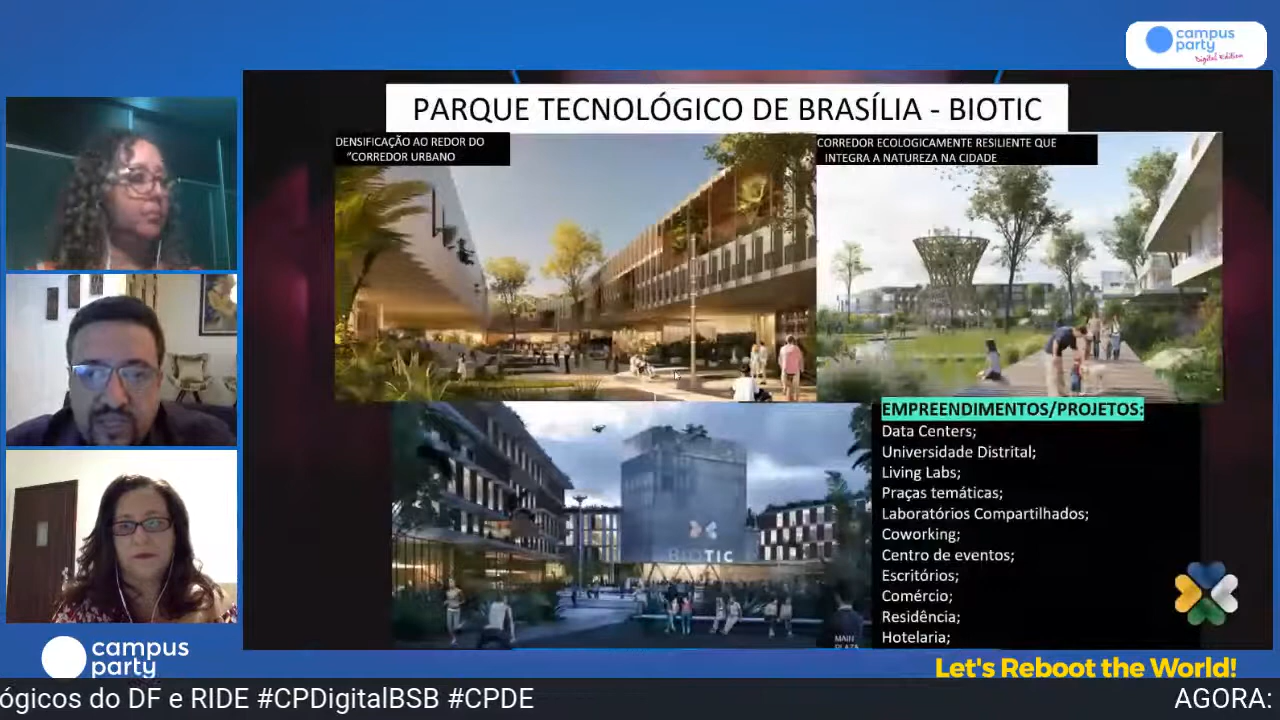 campus
party
Digital Edition
PARQUE TECNOLÓGICO DE BRASÍLIA - BIOTIC
DENSIFICAÇÃO AO REDOR DO
"CORREDOR URBANO
CORREDOR ECOLOGICAMENTE RESILIENTE QUE
INTEGRA A NATUREZA NA CIDADE
BIOTIC
MAIN
PLAZA
EMPREENDIMENTOS/PROJETOS:
Data Centers;
Universidade Distrital;
Living Labs;
Praças temáticas;
Laboratórios Compartilhados;
Coworking;
Centro de eventos;
Escritórios;
Comércio;
Residência;
Hotelaria;
campus
party
Let's Reboot the World!
ógicos do DF e RIDE #CPDigitalBSB #CPDE
AGORA: